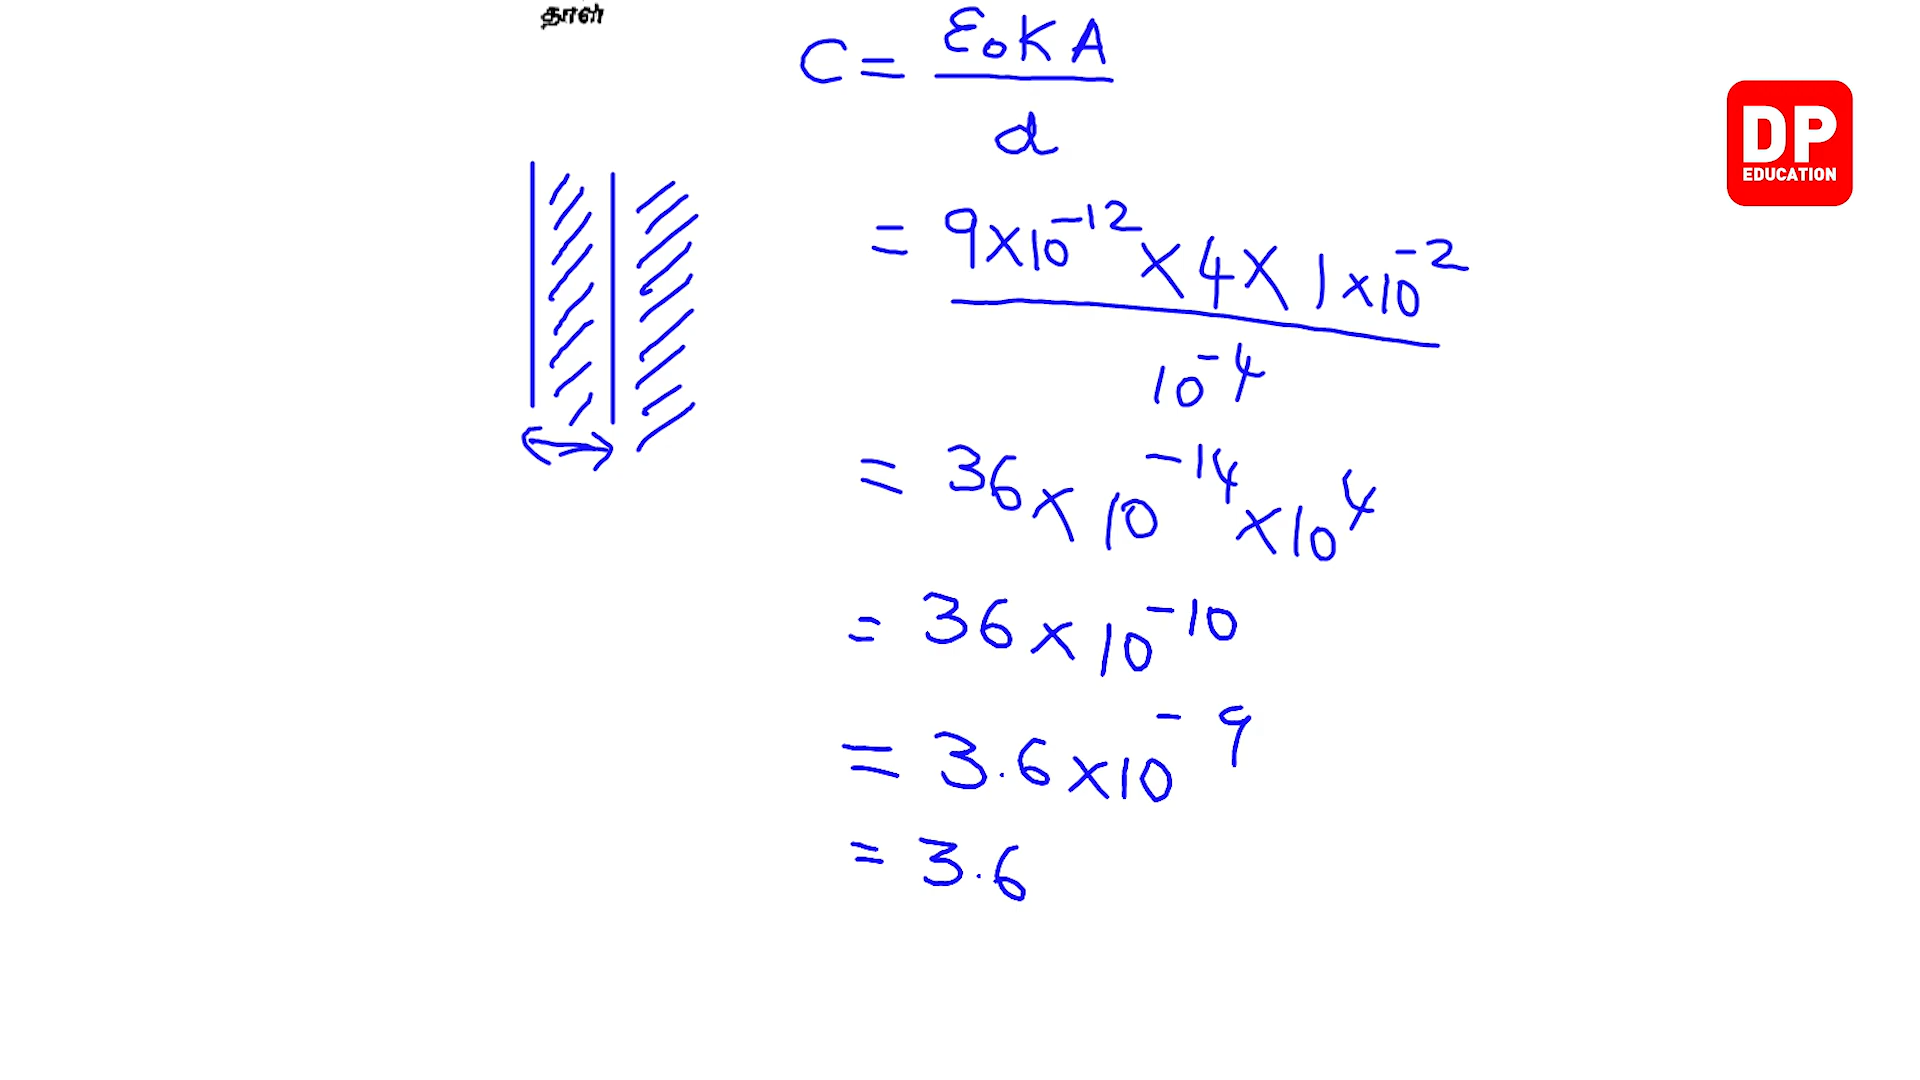 தாள்
C = ε₀KA / d
= 9×10⁻¹² × 4 × 1×10⁻² / 10⁻⁴
= 36 × 10⁻¹⁴ × 10⁴
= 36 × 10⁻¹⁰
= 3.6 × 10⁻⁹
= 3.6
DP
EDUCATION